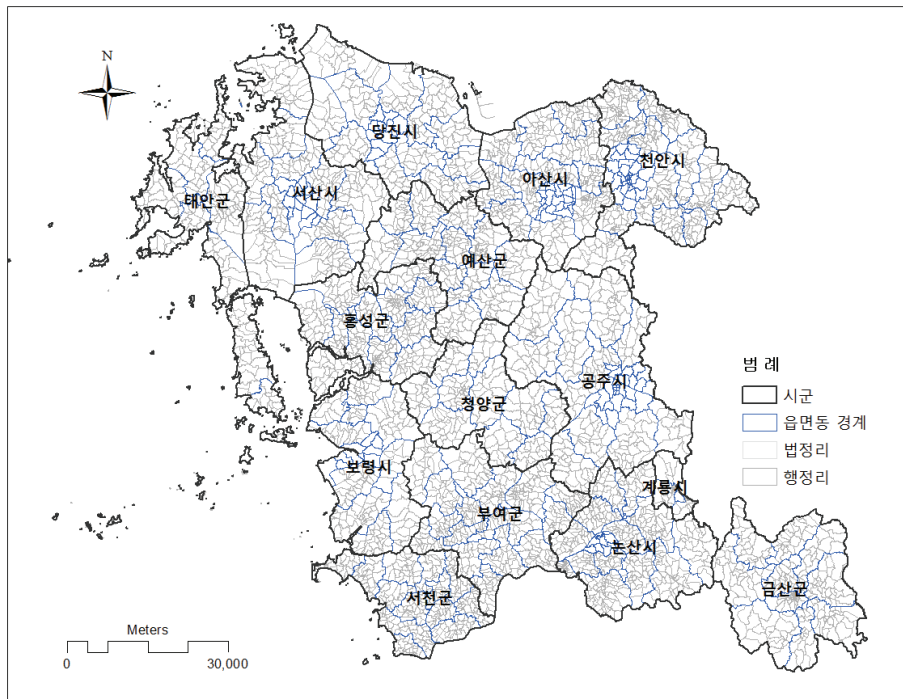 N
당진시
천안시
아산시
서산시
태안군
예산군
홍성군
범 례
시군
공주시
청양군
읍면동 경계
법정리
보령시
행정리
계룡시
부여군
논산시
금산군
서천군
Meters
0 30,000